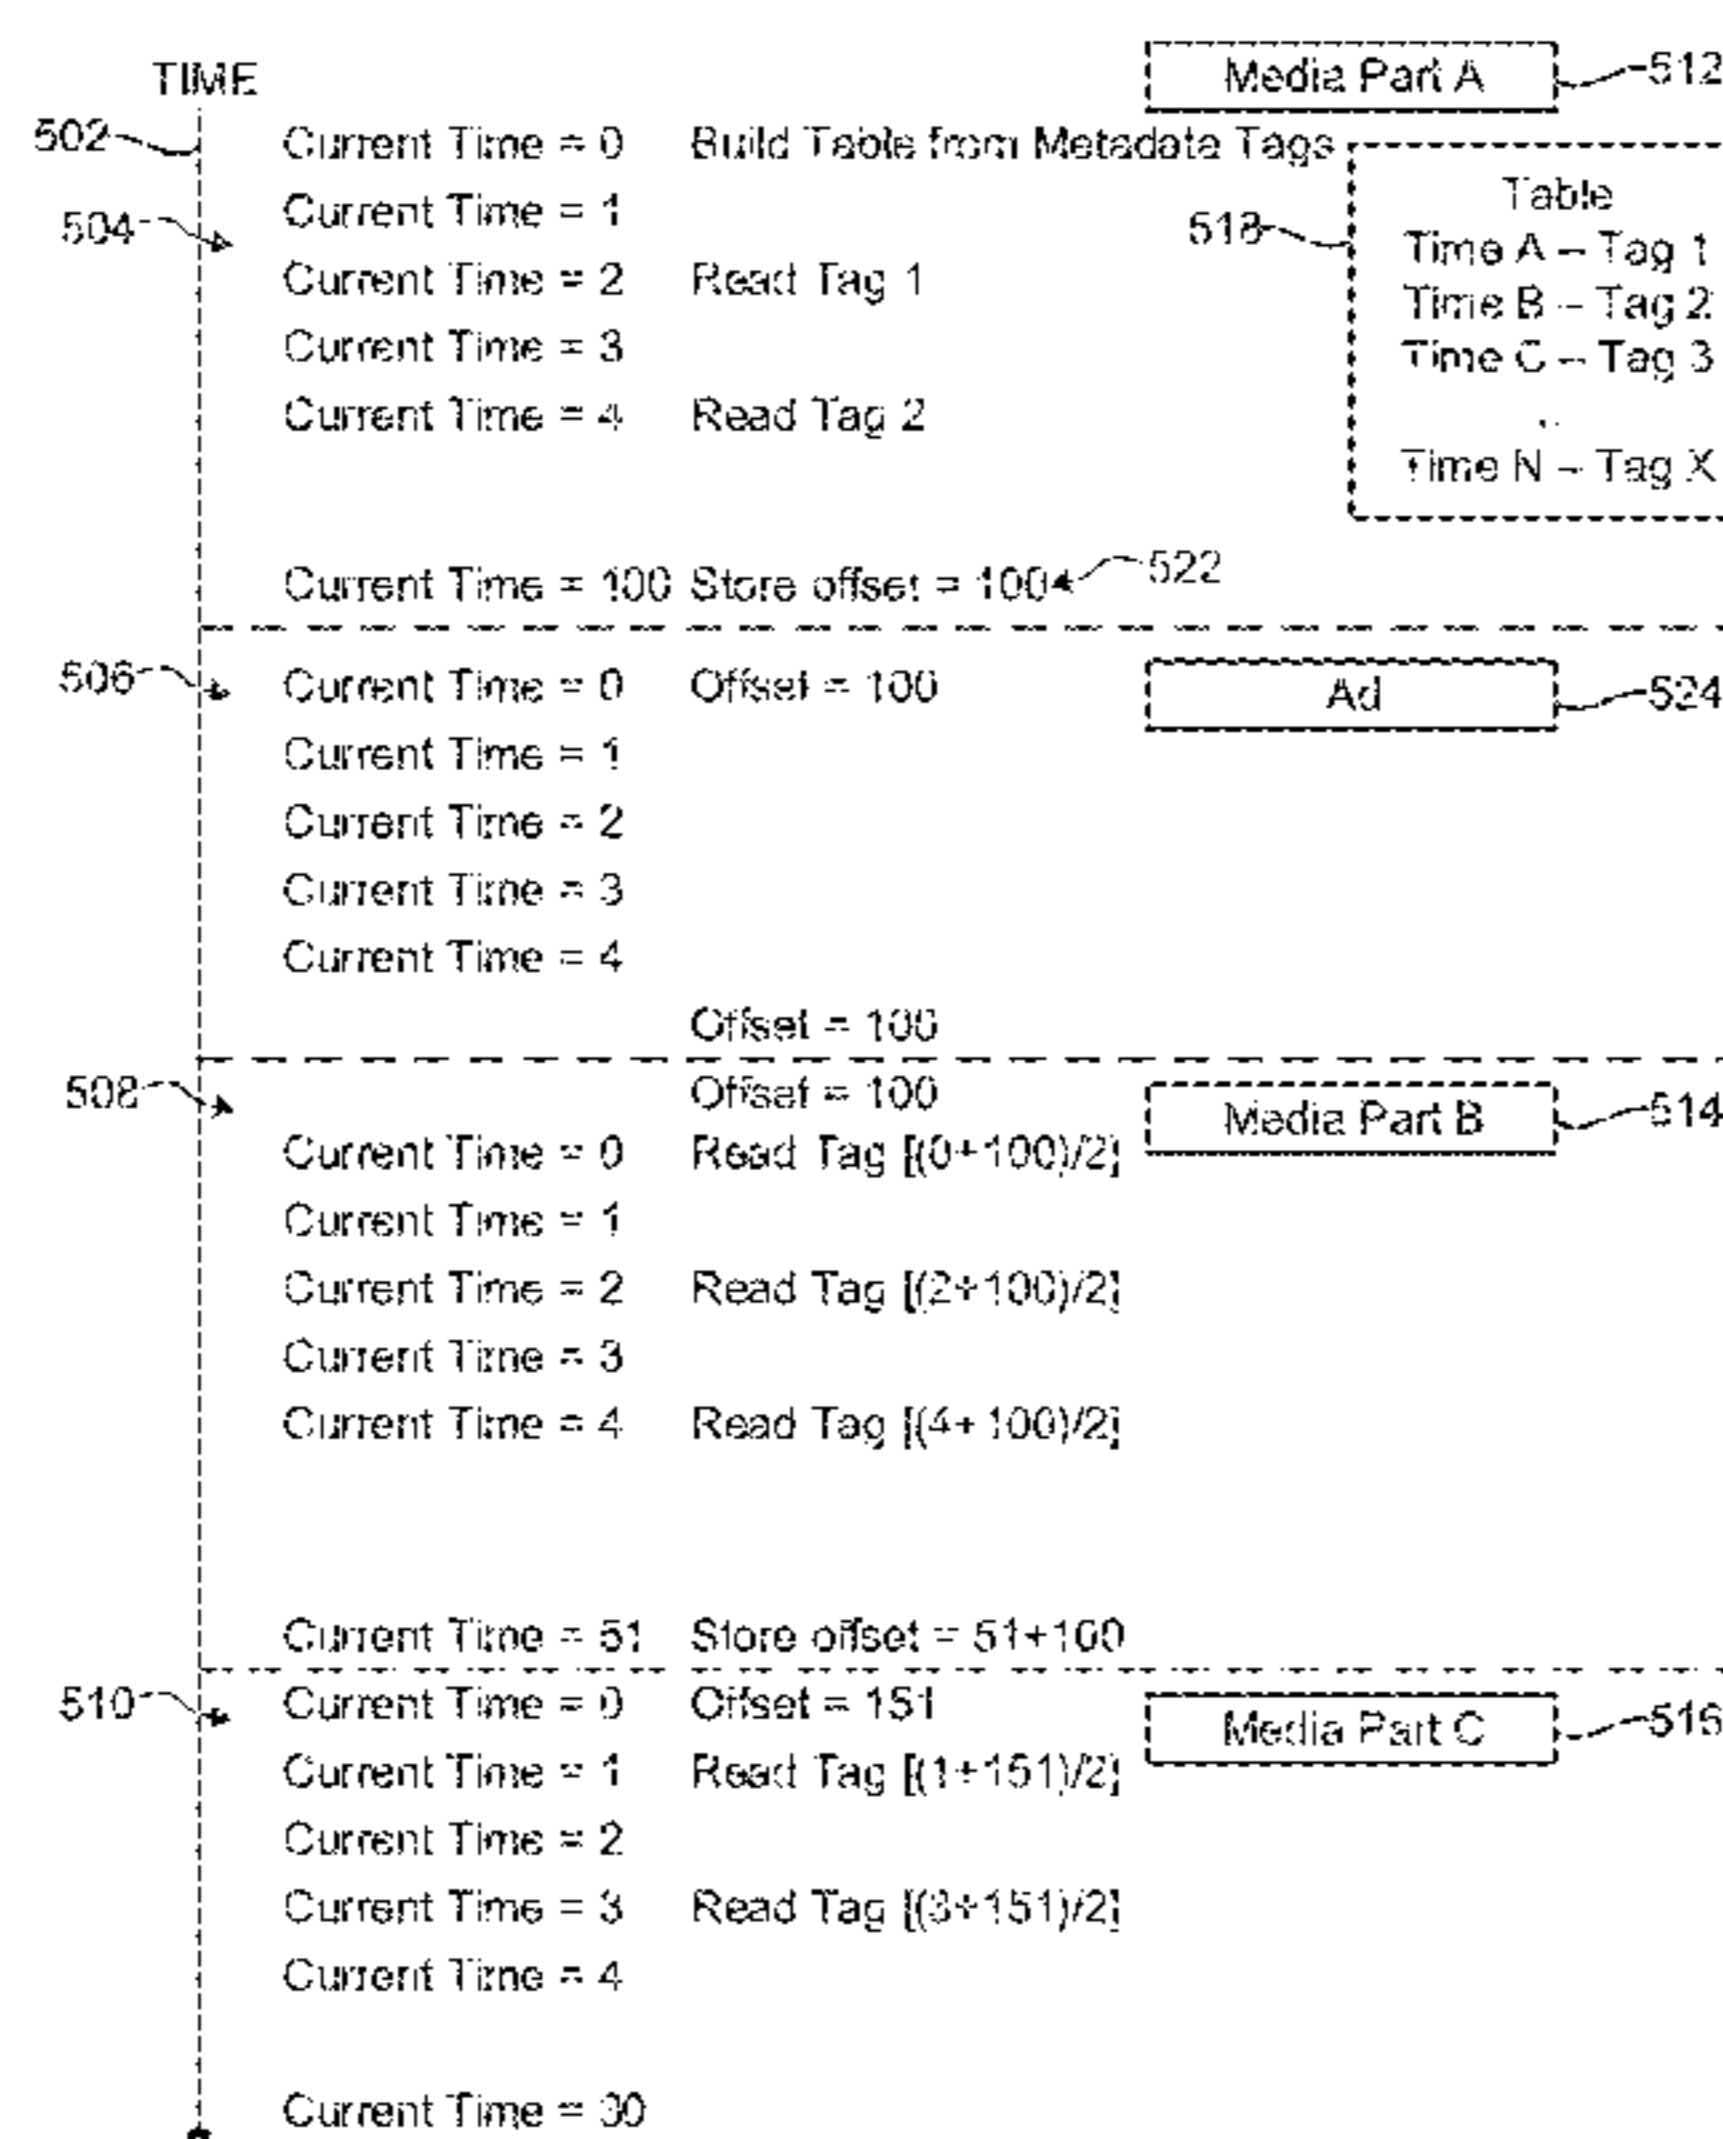 Media Part A 512
TIME
502 Current Time = 0 Build Table from Metadata Tags
Table
504 Current Time = 1 518
Time A – Tag 1
Current Time = 2 Read Tag 1
Time B – Tag 2
Current Time = 3
Time C – Tag 3
Current Time = 4 Read Tag 2
Time N – Tag X
Current Time = 100 Store offset = 100 522
506 Current Time = 0 Offset = 100 Ad 524
Current Time = 1
Current Time = 2
Current Time = 3
Current Time = 4
Offset = 100
508 Offset = 100 Media Part B 514
Current Time = 0 Read Tag [(0+100)/2]
Current Time = 1
Current Time = 2 Read Tag [(2+100)/2]
Current Time = 3
Current Time = 4 Read Tag [(4+100)/2]
Current Time = 51 Store offset = 51+100
510 Current Time = 0 Offset = 151 Media Part C 516
Current Time = 1 Read Tag [(1+151)/2]
Current Time = 2
Current Time = 3 Read Tag [(3+151)/2]
Current Time = 4
Current Time = 30